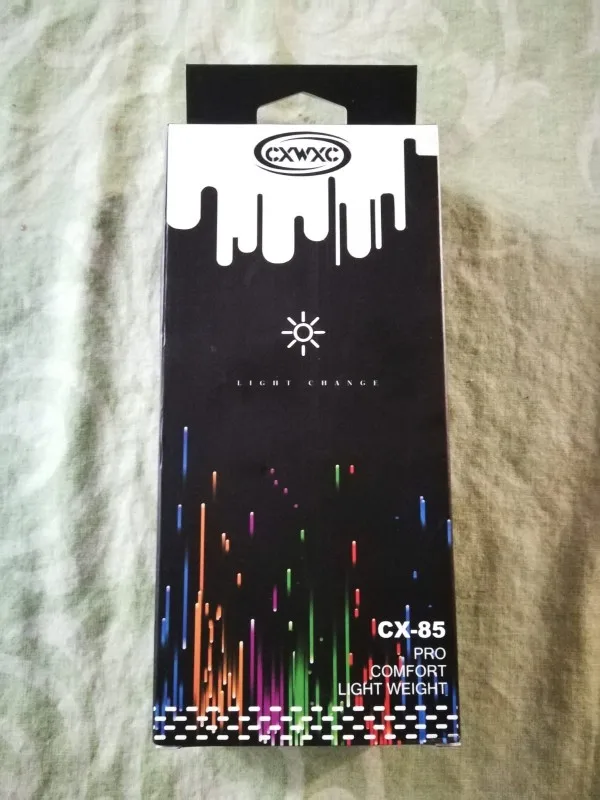 CXWXC
LIGHT CHANGE
CX-85
PRO
COMFORT
LIGHT WEIGHT